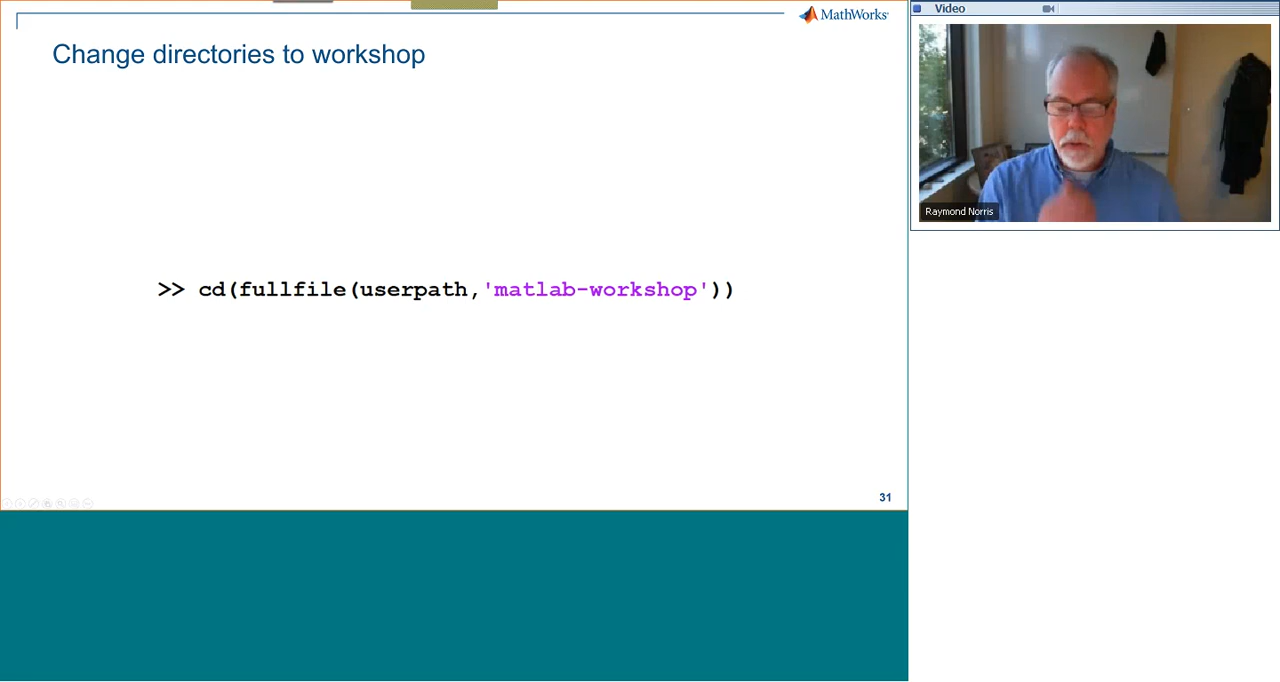 MathWorks®
Change directories to workshop
>> cd(fullfile(userpath,'matlab-workshop'))
31
Video
Raymond Norris